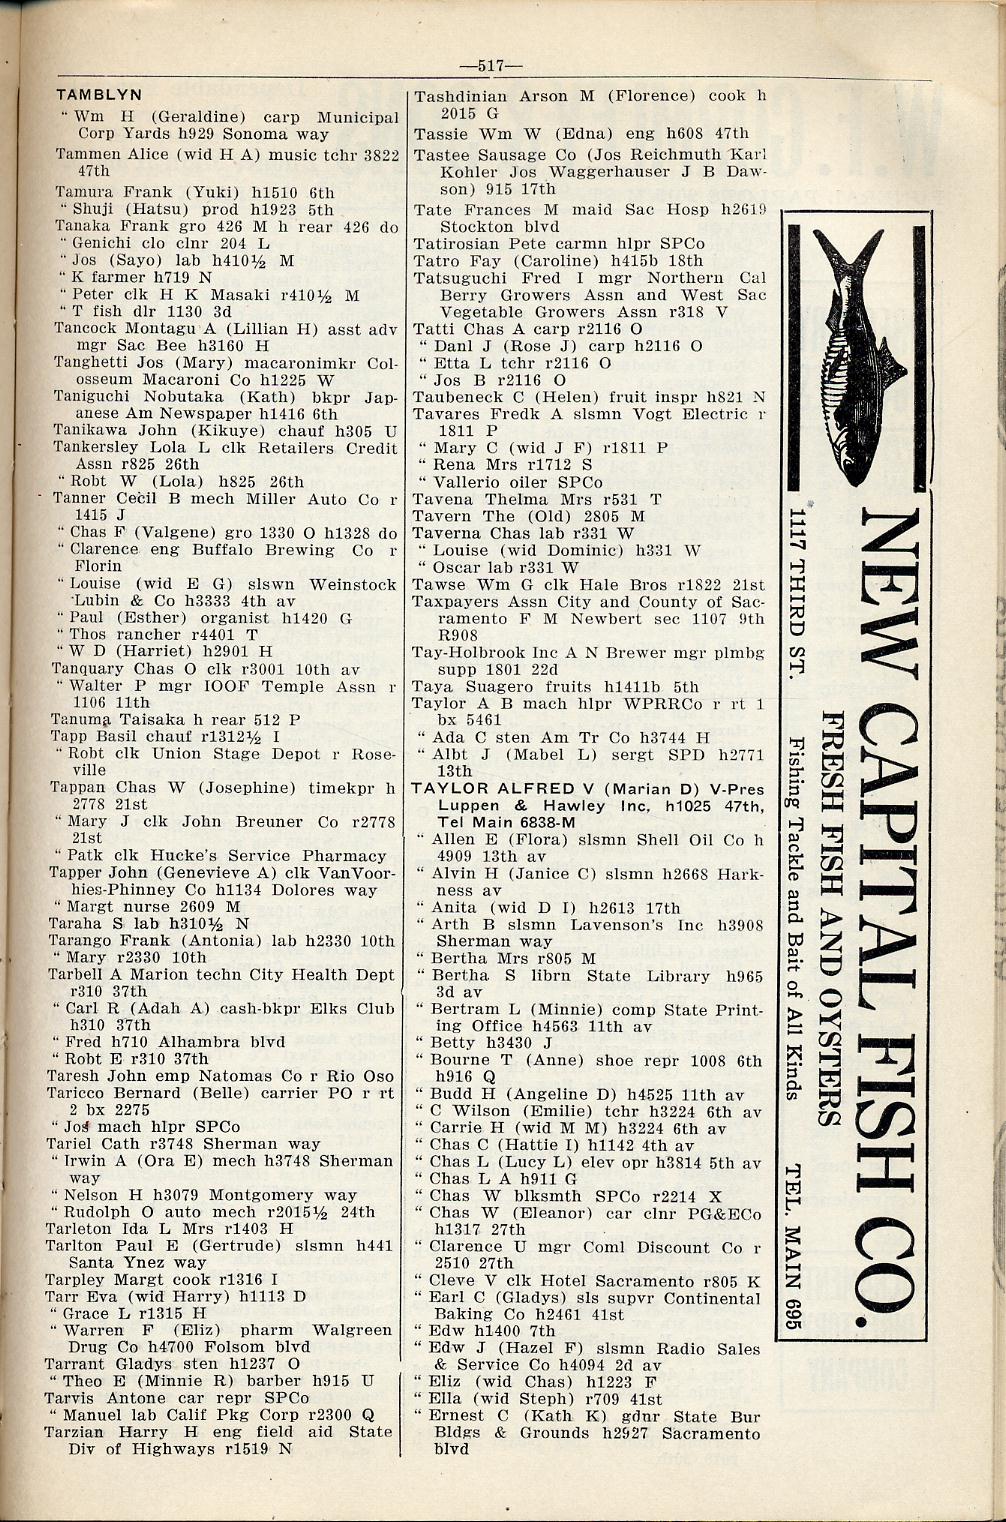 —517—
TAMBLYN
“ Wm H (Geraldine) carp Municipal
Corp Yards h929 Sonoma way
Tammen Alice (wid H A) music tchr 3822
47th
Tamura Frank (Yuki) h1510 6th
“ Shuji (Hatsu) prod h1923 5th
Tanaka Frank gro 426 M h rear 426 do
“ Genichi clo clnr 204 L
“ Jos (Sayo) lab h410½ M
“ K farmer h719 N
“ Peter clk H K Masaki r410½ M
“ T fish dlr 1130 3d
Tancock Montagu A (Lillian H) asst adv
mgr Sac Bee h3160 H
Tanghetti Jos (Mary) macaronimkr Col-
osseum Macaroni Co h1225 W
Taniguchi Nobutaka (Kath) bkpr Jap-
anese Am Newspaper h1416 6th
Tanikawa John (Kikuye) chauf h305 U
Tankersley Lola L clk Retailers Credit
Assn r825 26th
“ Robt W (Lola) h825 26th
Tanner Cecil B mech Miller Auto Co r
1415 J
“ Chas F (Valgene) gro 1330 O h1328 do
“ Clarence eng Buffalo Brewing Co r
Florin
“ Louise (wid E G) slswn Weinstock
Lubin & Co h3333 4th av
“ Paul (Esther) organist h1420 G
“ Thos rancher r4401 T
“ W D (Harriet) h2901 H
Tanquary Chas O clk r3001 10th av
“ Walter P mgr IOOF Temple Assn r
1106 11th
Tanuma Taisaka h rear 512 P
Tapp Basil chauf r1312½ I
“ Robt clk Union Stage Depot r Rose-
ville
Tappan Chas W (Josephine) timekpr h
2778 21st
“ Mary J clk John Breuner Co r2778
21st
“ Patk clk Hucke's Service Pharmacy
Tapper John (Genevieve A) clk VanVoor-
hies-Phinney Co h1134 Dolores way
“ Margt nurse 2609 M
Taraha S lab h310½ N
Tarango Frank (Antonia) lab h2330 10th
“ Mary r2330 10th
Tarbell A Marion techn City Health Dept
r310 37th
“ Carl R (Adah A) cash-bkpr Elks Club
h310 37th
“ Fred h710 Alhambra blvd
“ Robt E r310 37th
Taresh John emp Natomas Co r Rio Oso
Taricco Bernard (Belle) carrier PO r rt
2 bx 2275
“ Jos mach hlpr SPCo
Tariel Cath r3748 Sherman way
“ Irwin A (Ora E) mech h3748 Sherman
way
“ Nelson H h3079 Montgomery way
“ Rudolph O auto mech r2015½ 24th
Tarleton Ida L Mrs r1403 H
Tarlton Paul E (Gertrude) slsmn h441
Santa Ynez way
Tarpley Margt cook r1316 I
Tarr Eva (wid Harry) h1113 D
“ Grace L r1315 H
“ Warren F (Eliz) pharm Walgreen
Drug Co h4700 Folsom blvd
Tarrant Gladys sten h1237 O
“ Theo E (Minnie R) barber h915 U
Tarvis Antone car repr SPCo
“ Manuel lab Calif Pkg Corp r2300 Q
Tarzian Harry H eng field aid State
Div of Highways r1519 N
Tashdinian Arson M (Florence) cook h
2015 G
Tassie Wm W (Edna) eng h608 47th
Tastee Sausage Co (Jos Reichmuth Karl
Kohler Jos Waggerhauser J B Daw-
son) 915 17th
Tate Frances M maid Sac Hosp h2619
Stockton blvd
Tatirosian Pete carmn hlpr SPCo
Tatro Fay (Caroline) h415b 18th
Tatsuguchi Fred I mgr Northern Cal
Berry Growers Assn and West Sac
Vegetable Growers Assn r318 V
Tatti Chas A carp r2116 O
“ Danl J (Rose J) carp h2116 O
“ Etta L tchr r2116 O
“ Jos B r2116 O
Taubeneck C (Helen) fruit inspr h821 N
Tavares Fredk A slsmn Vogt Electric r
1811 P
“ Mary C (wid J F) r1811 P
“ Rena Mrs r1712 S
“ Vallerio oiler SPCo
Tavena Thelma Mrs r531 T
Tavern The (Old) 2805 M
Taverna Chas lab r331 W
“ Louise (wid Dominic) h331 W
“ Oscar lab r331 W
Tawse Wm G clk Hale Bros r1822 21st
Taxpayers Assn City and County of Sac-
ramento F M Newbert sec 1107 9th
R908
Tay-Holbrook Inc A N Brewer mgr plmbg
supp 1801 22d
Taya Suagero fruits h1411b 5th
Taylor A B mach hlpr WPRRCo r rt 1
bx 5461
“ Ada C sten Am Tr Co h3744 H
“ Albt J (Mabel L) sergt SPD h2771
13th
TAYLOR ALFRED V (Marian D) V-Pres
Luppen & Hawley Inc, h1025 47th,
Tel Main 6838-M
“ Allen E (Flora) slsmn Shell Oil Co h
4909 13th av
“ Alvin H (Janice C) slsmn h2668 Hark-
ness av
“ Anita (wid D I) h2613 17th
“ Arth B slsmn Lavenson's Inc h3908
Sherman way
“ Bertha Mrs r805 M
“ Bertha S librn State Library h965
3d av
“ Bertram L (Minnie) comp State Print-
ing Office h4563 11th av
“ Betty h3430 J
“ Bourne T (Anne) shoe repr 1008 6th
h916 Q
“ Budd H (Angeline D) h4525 11th av
“ C Wilson (Emilie) tchr h3224 6th av
“ Carrie H (wid M M) h3224 6th av
“ Chas C (Hattie I) h1142 4th av
“ Chas L (Lucy L) elev opr h3814 5th av
“ Chas L A h911 G
“ Chas W blksmth SPCo r2214 X
“ Chas W (Eleanor) car clnr PG&ECo
h1317 27th
“ Clarence U mgr Coml Discount Co r
2510 27th
“ Cleve V clk Hotel Sacramento r805 K
“ Earl C (Gladys) sls supvr Continental
Baking Co h2461 41st
“ Edw h1400 7th
“ Edw J (Hazel F) slsmn Radio Sales
& Service Co h4094 2d av
“ Eliz (wid Chas) h1223 F
“ Ella (wid Steph) r709 41st
“ Ernest C (Kath K) gdnr State Bur
Bldgs & Grounds h2927 Sacramento
blvd
NEW CAPITAL FISH CO.
FRESH FISH AND OYSTERS
1117 THIRD ST. Fishing Tackle and Bait of All Kinds TEL. MAIN 695